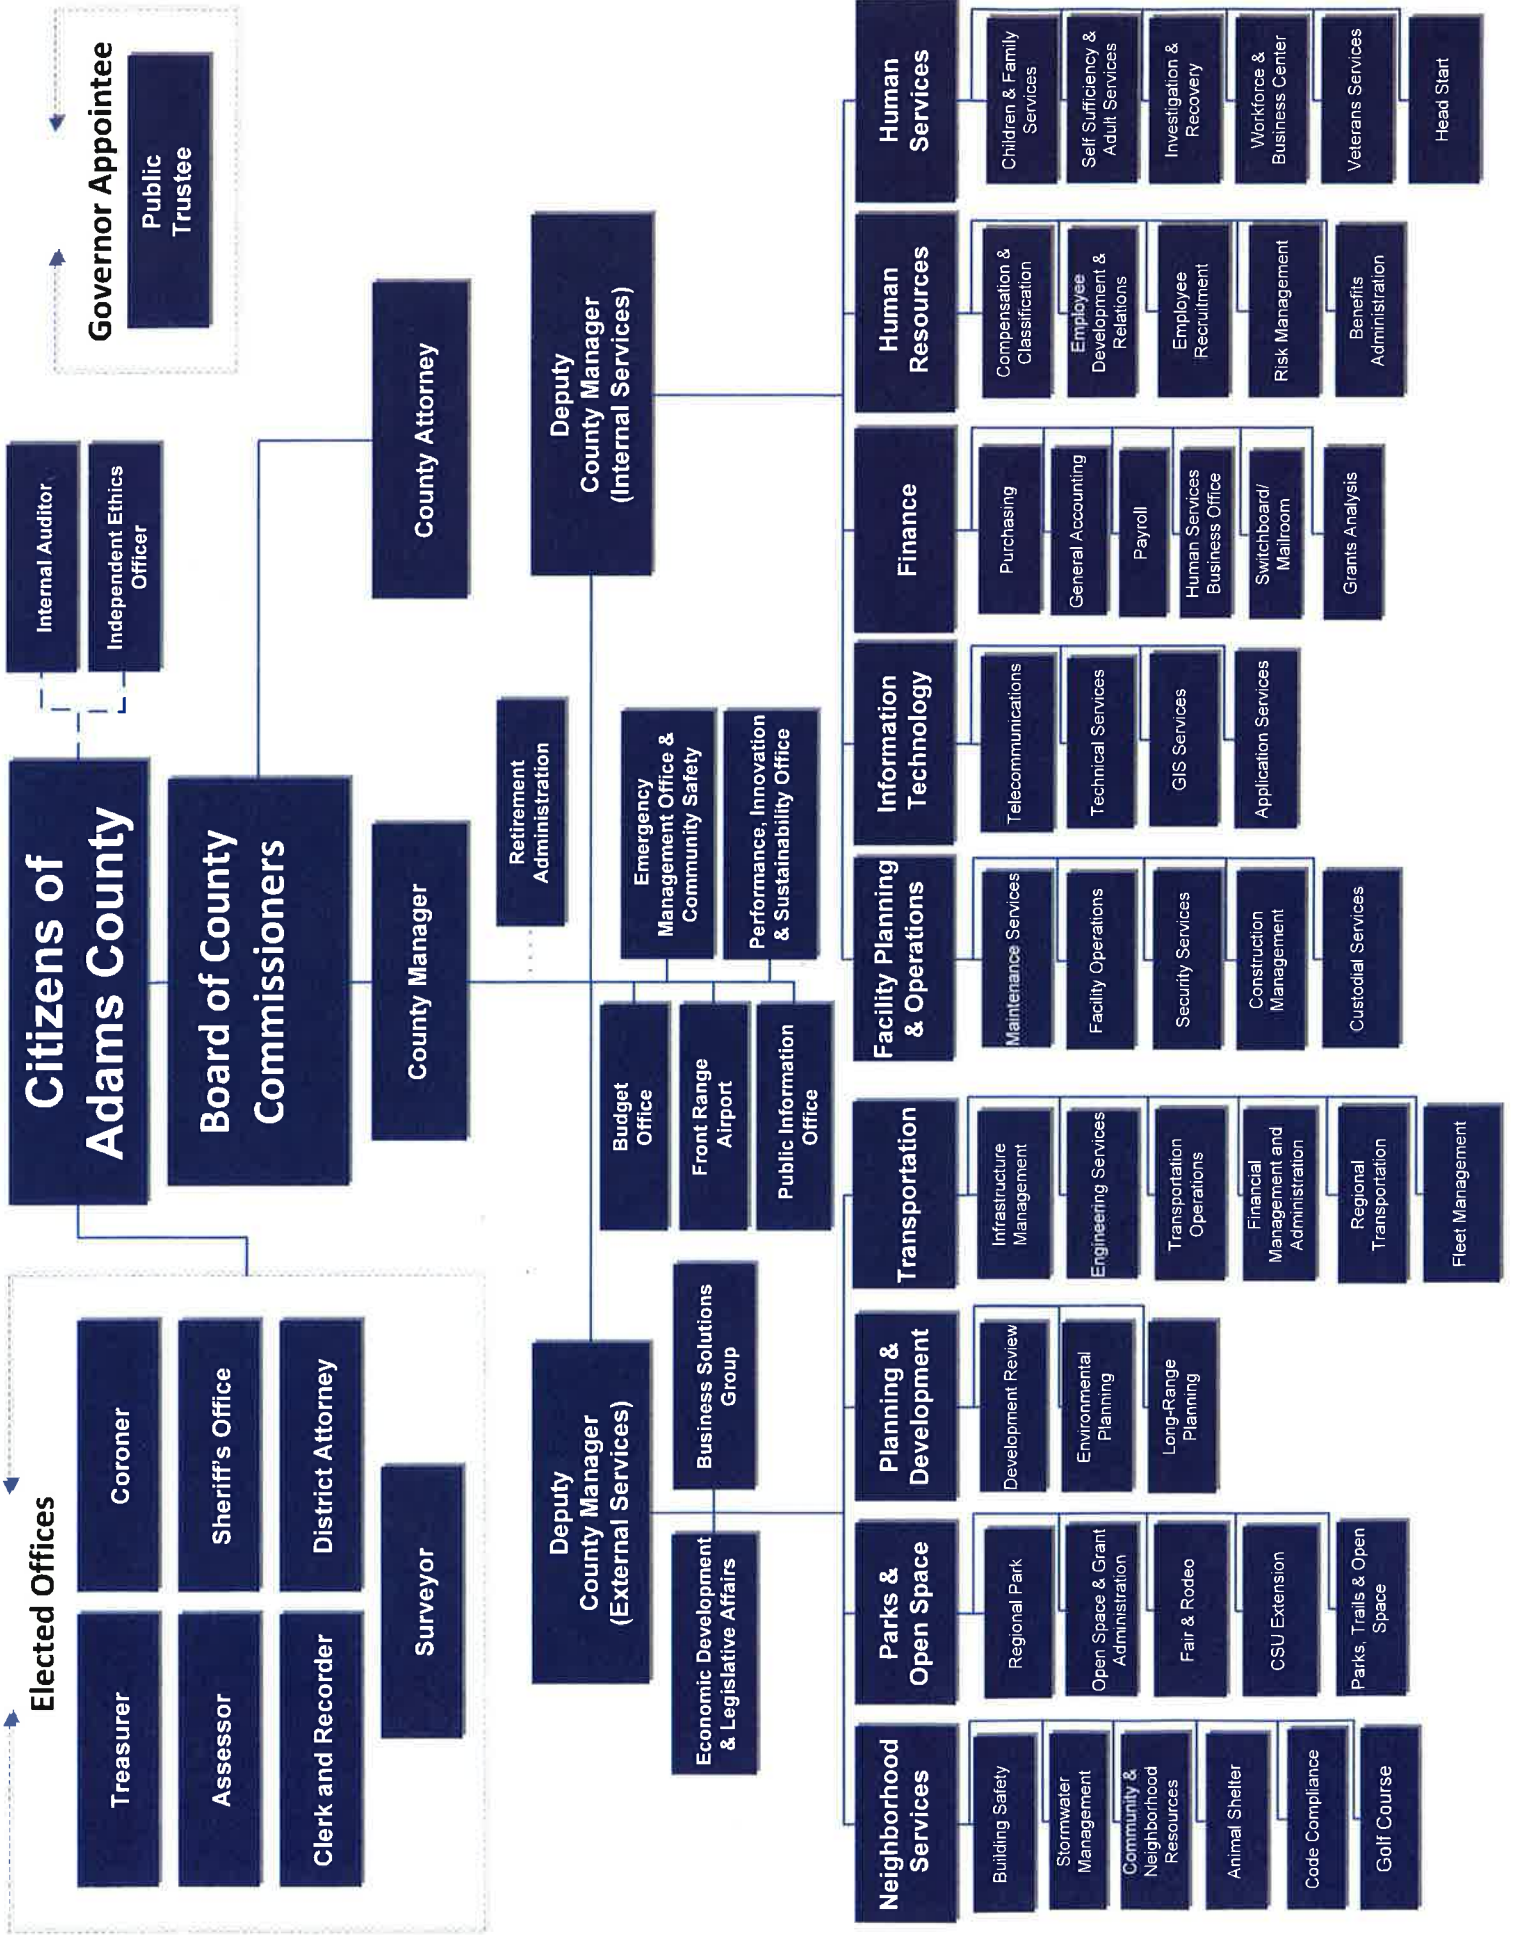 Elected Offices
Treasurer
Coroner
Assessor
Sheriff's Office
Clerk and Recorder
District Attorney
Surveyor
Citizens of
Adams County
Internal Auditor
Independent Ethics
Officer
Governor Appointee
Public
Trustee
Board of County
Commissioners
County Manager
County Attorney
Retirement
Administration
Deputy
County Manager
(External Services)
Deputy
County Manager
(Internal Services)
Economic Development
& Legislative Affairs
Business Solutions
Group
Budget
Office
Front Range
Airport
Public Information
Office
Emergency
Management Office &
Community Safety
Performance, Innovation
& Sustainability Office
Neighborhood
Services
Building Safety
Stormwater
Management
Community &
Neighborhood
Resources
Animal Shelter
Code Compliance
Golf Course
Parks &
Open Space
Regional Park
Open Space & Grant
Administration
Fair & Rodeo
CSU Extension
Parks, Trails & Open
Space
Planning &
Development
Development Review
Environmental
Planning
Long-Range
Planning
Transportation
Infrastructure
Management
Engineering Services
Transportation
Operations
Financial
Management and
Administration
Regional
Transportation
Fleet Management
Facility Planning
& Operations
Maintenance Services
Facility Operations
Security Services
Construction
Management
Custodial Services
Information
Technology
Telecommunications
Technical Services
GIS Services
Application Services
Finance
Purchasing
General Accounting
Payroll
Human Services
Business Office
Switchboard/
Mailroom
Grants Analysis
Human
Resources
Compensation &
Classification
Employee
Development &
Relations
Employee
Recruitment
Risk Management
Benefits
Administration
Human
Services
Children & Family
Services
Self Sufficiency &
Adult Services
Investigation &
Recovery
Workforce &
Business Center
Veterans Services
Head Start